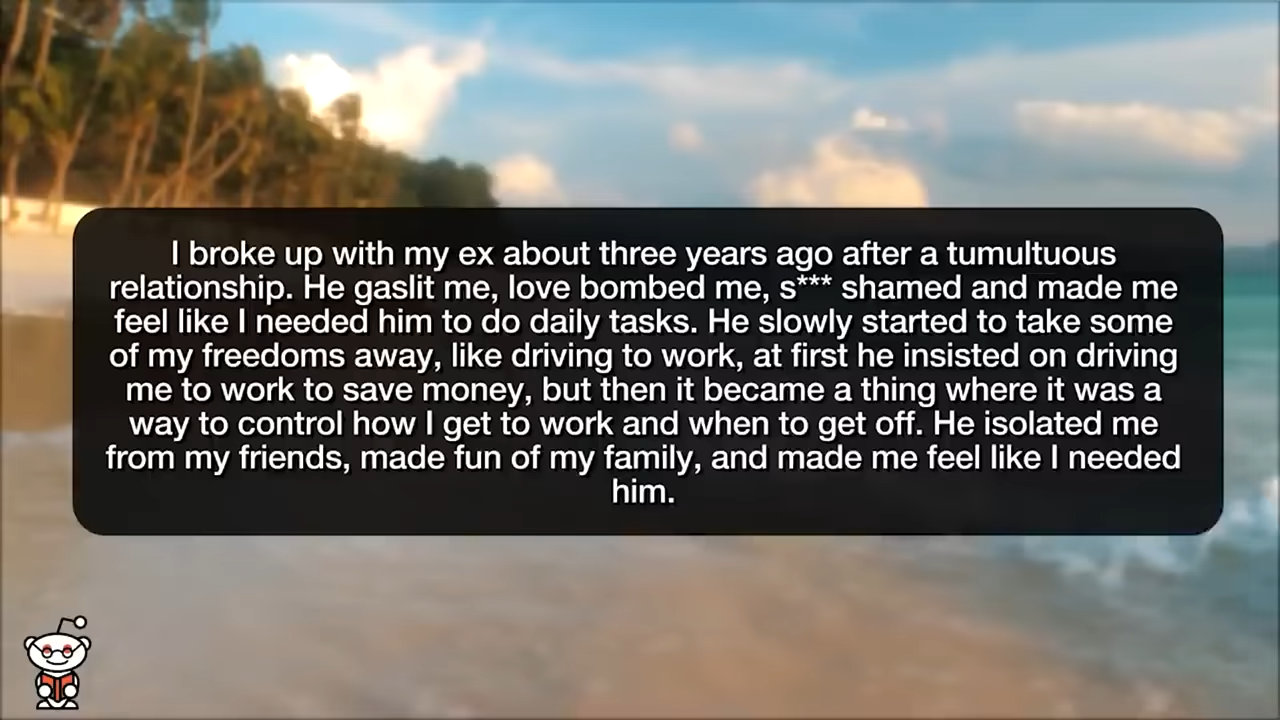 I broke up with my ex about three years ago after a tumultuous
relationship. He gaslit me, love bombed me, s*** shamed and made me
feel like I needed him to do daily tasks. He slowly started to take some
of my freedoms away, like driving to work, at first he insisted on driving
me to work to save money, but then it became a thing where it was a
way to control how I get to work and when to get off. He isolated me
from my friends, made fun of my family, and made me feel like I needed
him.